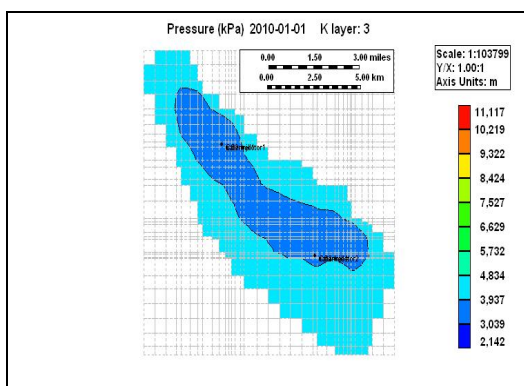 Pressure (kPa) 2010-01-01 K layer: 3
0.00 1.50 3.00 miles
0.00 2.50 5.00 km
Scale: 1:103799
Y/X: 1.00:1
Axis Units: m
11,117
10,219
9,322
8,424
7,527
6,629
5,732
4,834
3,937
3,039
2,142